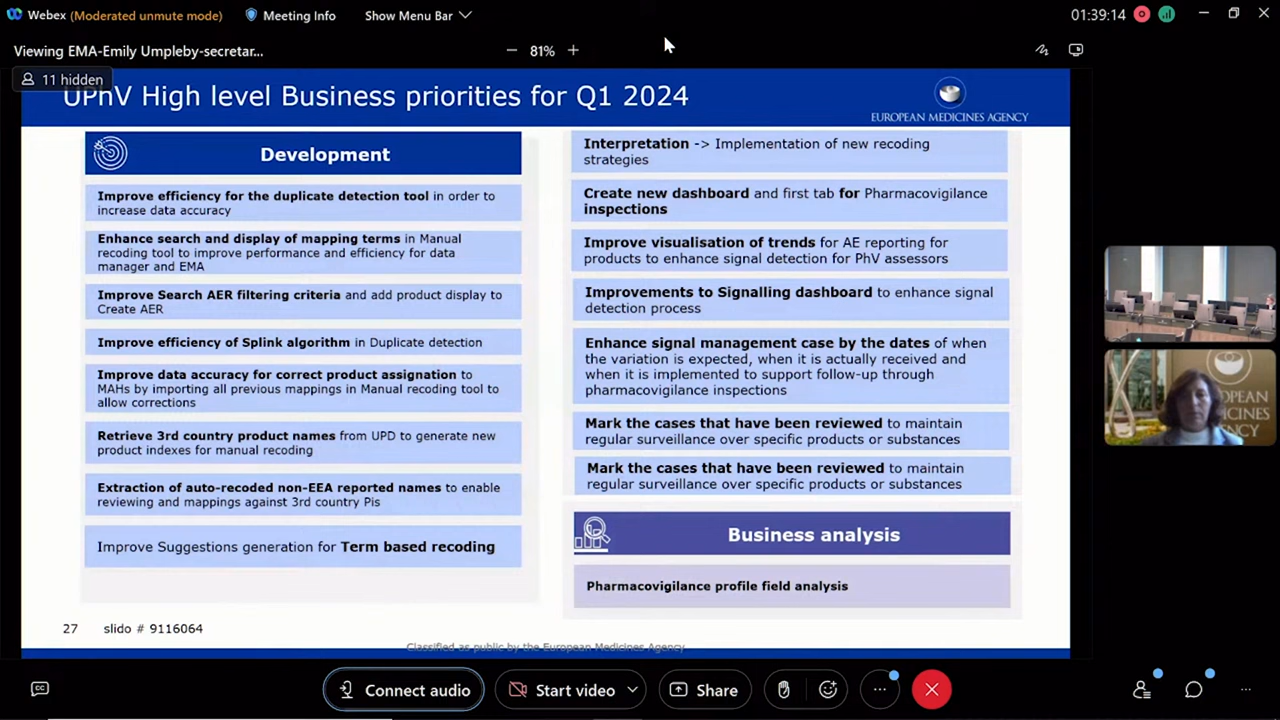 Webex (Moderated unmute mode) Meeting Info Show Menu Bar 01:39:14
Viewing EMA-Emily Umpleby-secretar... 81%
11 hidden
UPhV High level Business priorities for Q1 2024
EUROPEAN MEDICINES AGENCY
Development
Improve efficiency for the duplicate detection tool in order to
increase data accuracy
Enhance search and display of mapping terms in Manual
recoding tool to improve performance and efficiency for data
manager and EMA
Improve Search AER filtering criteria and add product display to
Create AER
Improve efficiency of Splink algorithm in Duplicate detection
Improve data accuracy for correct product assignation to
MAHs by importing all previous mappings in Manual recoding tool to
allow corrections
Retrieve 3rd country product names from UPD to generate new
product indexes for manual recoding
Extraction of auto-recoded non-EEA reported names to enable
reviewing and mappings against 3rd country Pis
Improve Suggestions generation for Term based recoding
Interpretation -> Implementation of new recoding
strategies
Create new dashboard and first tab for Pharmacovigilance
inspections
Improve visualisation of trends for AE reporting for
products to enhance signal detection for PhV assessors
Improvements to Signalling dashboard to enhance signal
detection process
Enhance signal management case by the dates of when
the variation is expected, when it is actually received and
when it is implemented to support follow-up through
pharmacovigilance inspections
Mark the cases that have been reviewed to maintain
regular surveillance over specific products or substances
Mark the cases that have been reviewed to maintain
regular surveillance over specific products or substances
Business analysis
Pharmacovigilance profile field analysis
27 slido # 9116064
Classified as public by the European Medicines Agency
Connect audio Start video Share